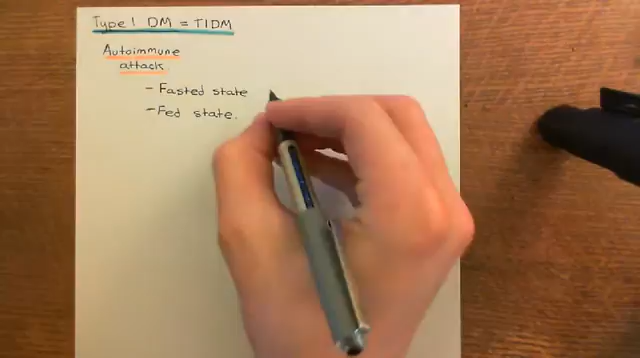 Type 1 DM = T1DM
Autoimmune
attack
- Fasted state
- Fed state.